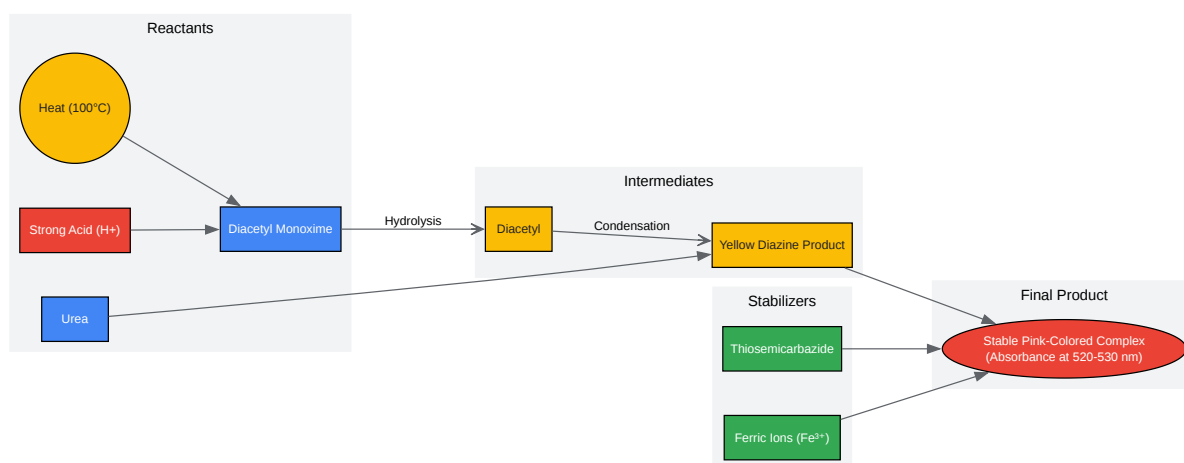 Reactants
Heat (100°C)
Strong Acid (H+)
Diacetyl Monoxime
Urea
Hydrolysis
Intermediates
Diacetyl
Condensation
Yellow Diazine Product
Stabilizers
Thiosemicarbazide
Ferric Ions (Fe³⁺)
Final Product
Stable Pink-Colored Complex
(Absorbance at 520-530 nm)